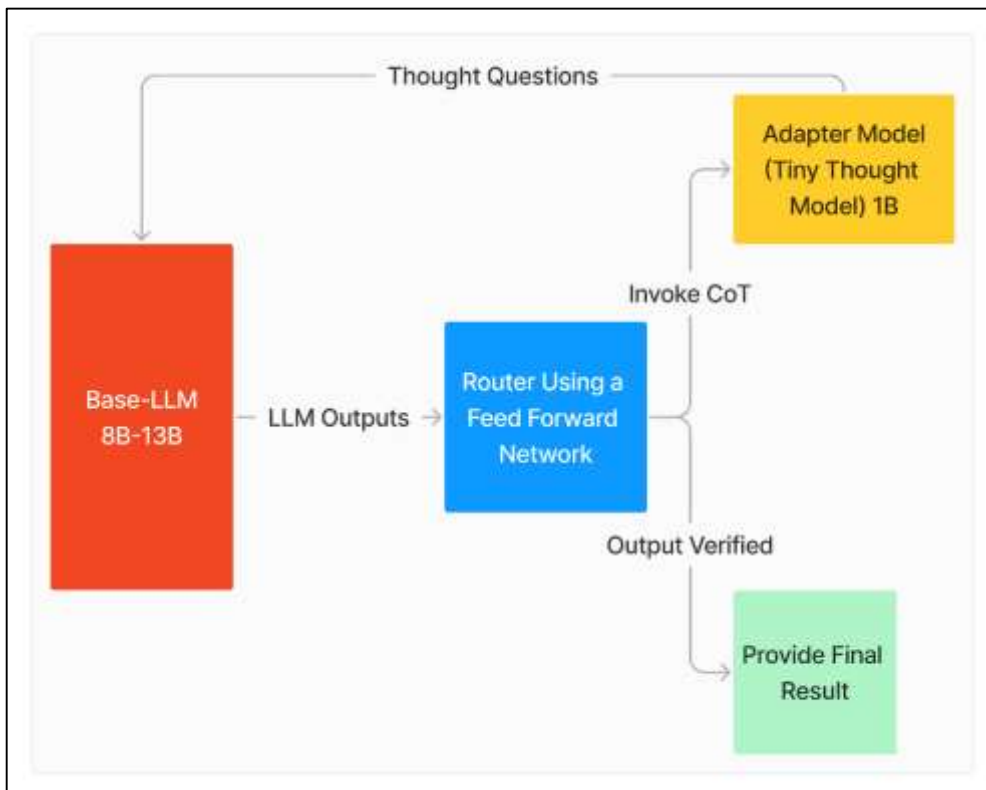 Thought Questions
Adapter Model
(Tiny Thought
Model) 1B
Invoke CoT
Base-LLM
8B-13B
LLM Outputs
Router Using a
Feed Forward
Network
Output Verified
Provide Final
Result